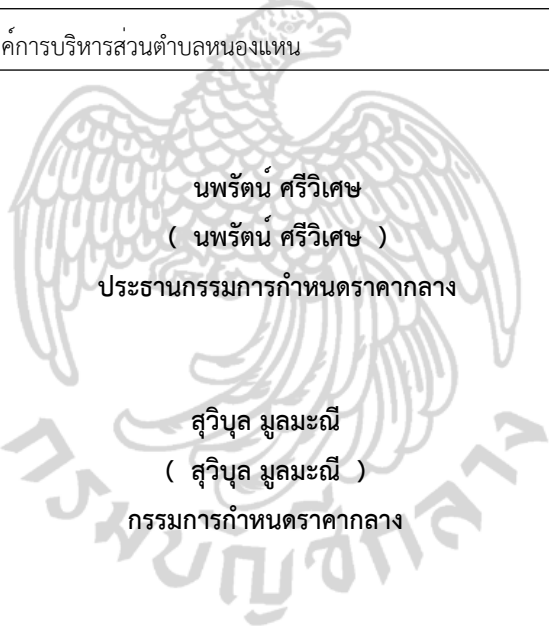 ค์การบริหารส่วนตำบลหนองแหน
นพรัตน์ ศรีวิเศษ
( นพรัตน์ ศรีวิเศษ )
ประธานกรรมการกำหนดราคากลาง
สุวิบุล มูลมะณี
( สุวิบุล มูลมะณี )
กรรมการกำหนดราคากลาง
กรมบัญชีกลาง